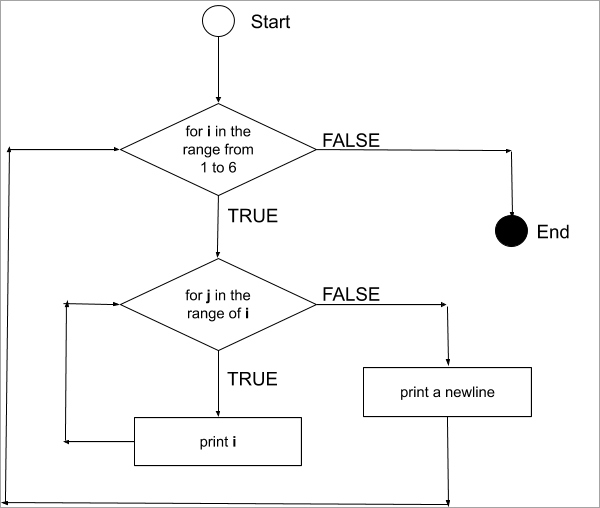 Start
for i in the
range from
1 to 6
FALSE
TRUE
End
for j in the
range of i
FALSE
TRUE
print a newline
print i